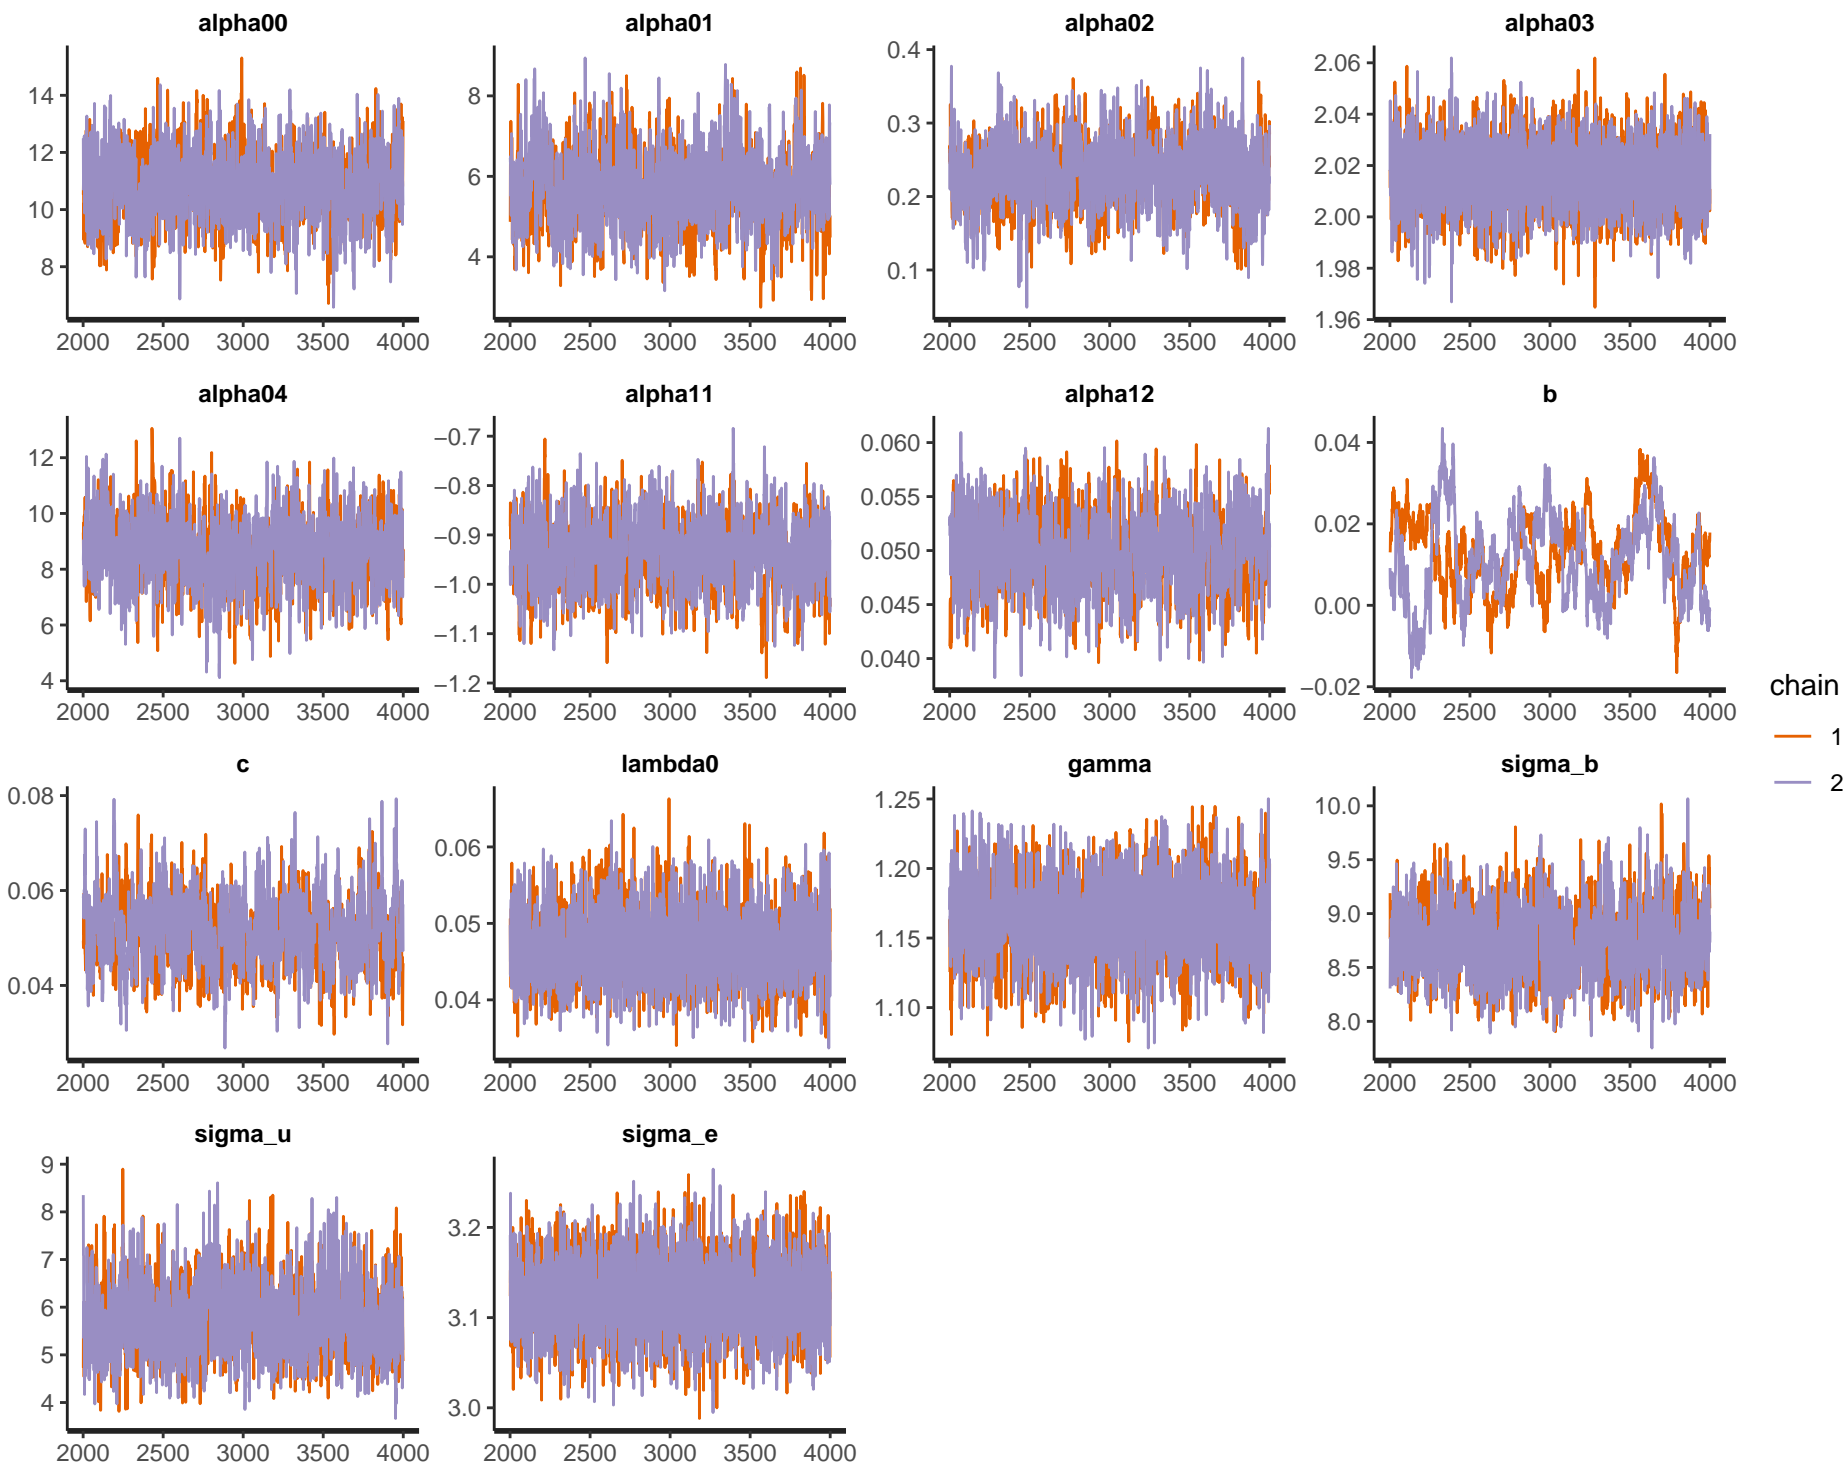 alpha00 alpha01 alpha02 alpha03
14 12 10 8
8 6 4
0.4 0.3 0.2 0.1
2.06 2.04 2.02 2.00 1.98 1.96
2000 2500 3000 3500 4000 2000 2500 3000 3500 4000 2000 2500 3000 3500 4000 2000 2500 3000 3500 4000
alpha04 alpha11 alpha12 b
12 10 8 6 4
−0.7 −0.8 −0.9 −1.0 −1.1 −1.2
0.060 0.055 0.050 0.045 0.040
0.04 0.02 0.00 −0.02
2000 2500 3000 3500 4000 2000 2500 3000 3500 4000 2000 2500 3000 3500 4000 2000 2500 3000 3500 4000
c lambda0 gamma sigma_b
0.08 0.06 0.04
0.06 0.05 0.04
1.25 1.20 1.15 1.10
10.0 9.5 9.0 8.5 8.0
2000 2500 3000 3500 4000 2000 2500 3000 3500 4000 2000 2500 3000 3500 4000 2000 2500 3000 3500 4000
sigma_u sigma_e
9 8 7 6 5 4
3.2 3.1 3.0
2000 2500 3000 3500 4000 2000 2500 3000 3500 4000
chain
1
2